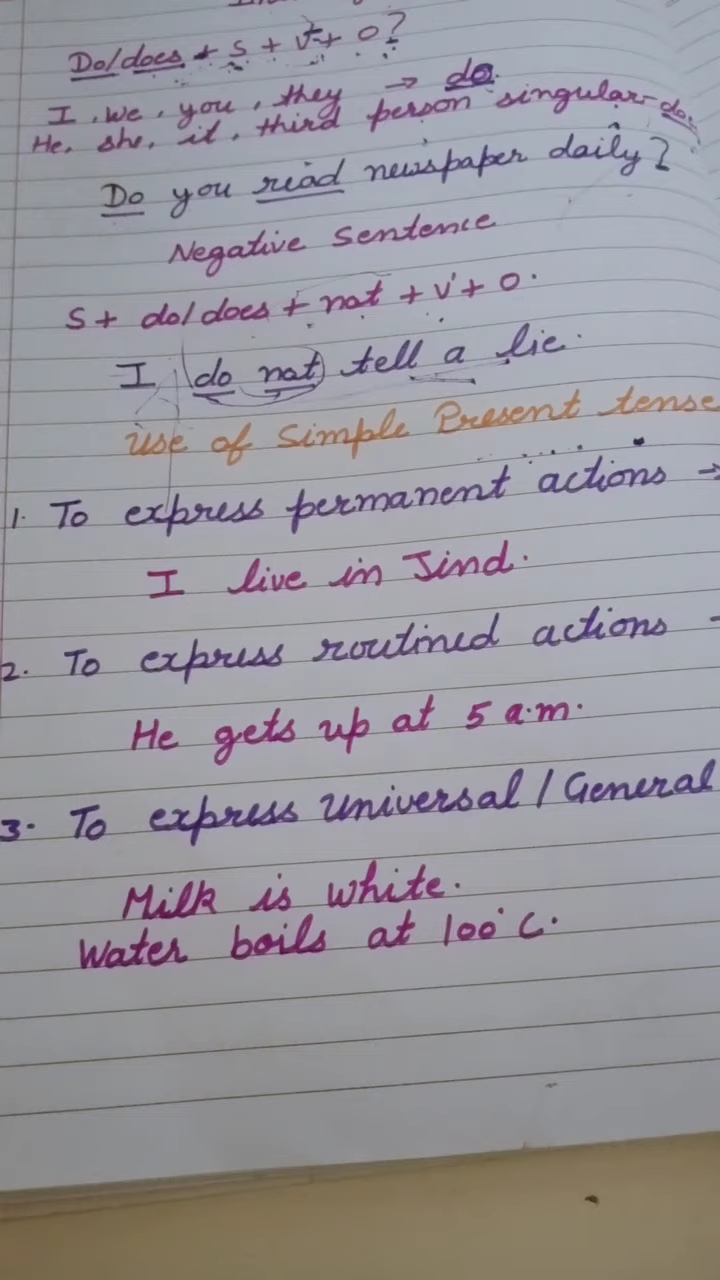 Do/does + S + V¹ + O?
I, we, you, they → do.
He, she, it, third person singular - do
Do you read newspaper daily?
Negative Sentence
S + do/does + not + V¹ + O.
I do not tell a lie.
Use of Simple Present tense
1. To express permanent actions →
I live in Jind.
2. To express routined actions -
He gets up at 5 a.m.
3. To express Universal / General
Milk is white.
Water boils at 100°C.